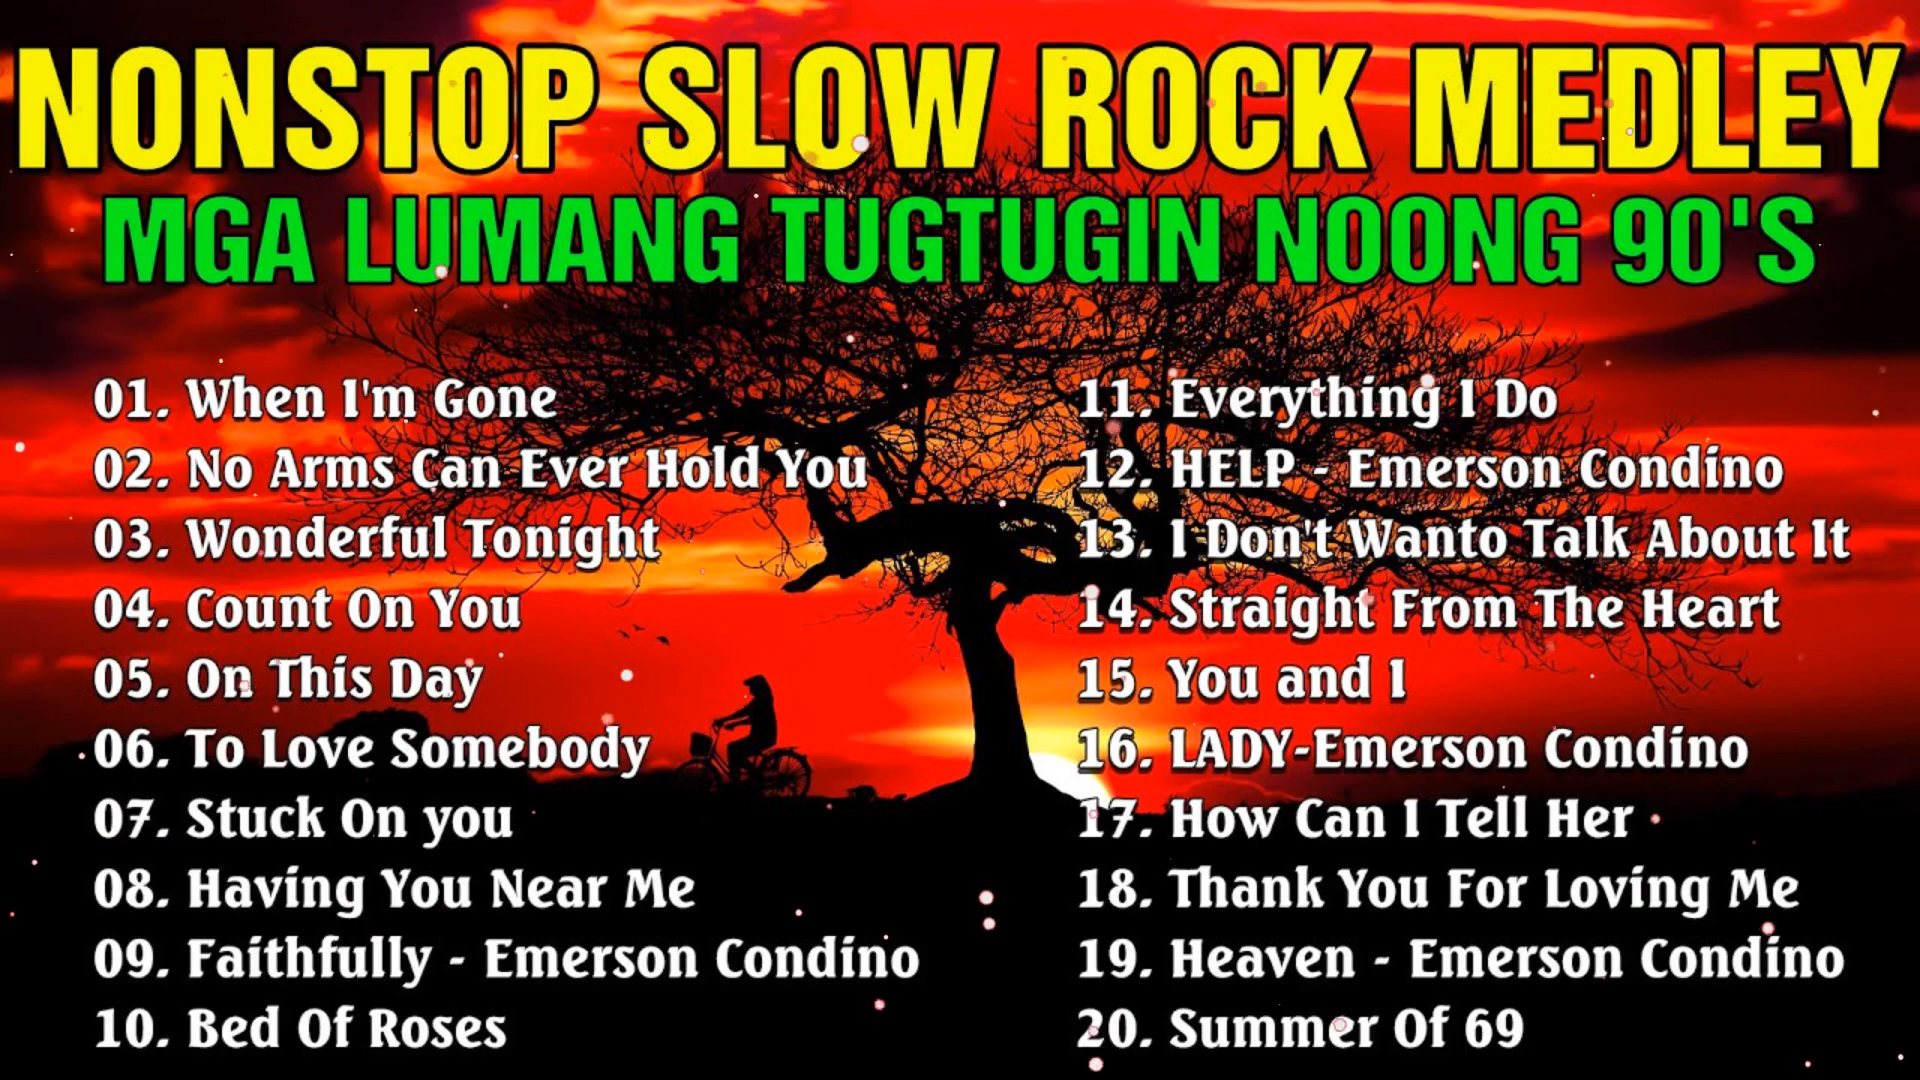 NONSTOP SLOW ROCK MEDLEY
MGA LUMANG TUGTUGIN NOONG 90'S
01. When I'm Gone
02. No Arms Can Ever Hold You
03. Wonderful Tonight
04. Count On You
05. On This Day
06. To Love Somebody
07. Stuck On you
08. Having You Near Me
09. Faithfully - Emerson Condino
10. Bed Of Roses
11. Everything I Do
12. HELP - Emerson Condino
13. I Don't Wanto Talk About It
14. Straight From The Heart
15. You and I
16. LADY-Emerson Condino
17. How Can I Tell Her
18. Thank You For Loving Me
19. Heaven - Emerson Condino
20. Summer Of 69